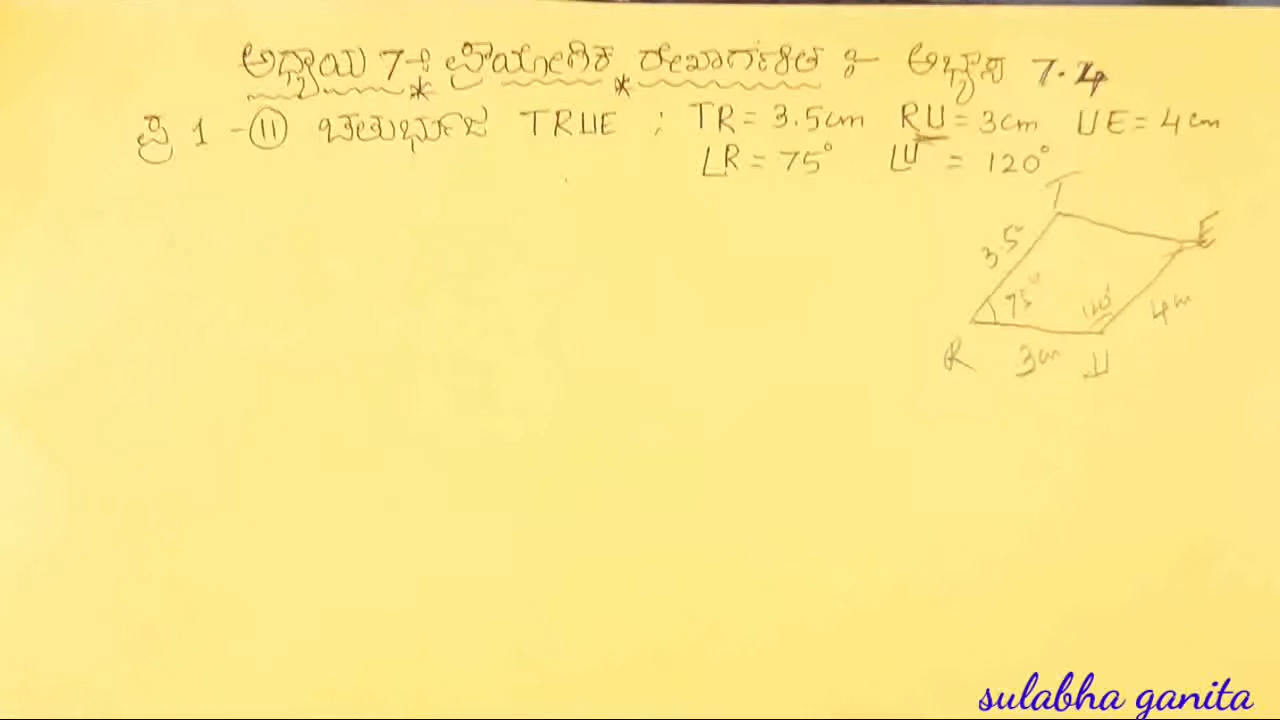 ಅಧ್ಯಾಯ 7 - ಪ್ರಾಯೋಗಿಕ ರೇಖಾಗಣಿತ :- ಅಭ್ಯಾಸ 7.4
ಪ್ರ 1 - (ii) ಚತುರ್ಭುಜ TRUE ; TR = 3.5cm RU = 3cm UE = 4cm
∠R = 75° ∠U = 120°
T
E
3.5
75°
120°
4cm
R
3cm
U
sulabha ganita